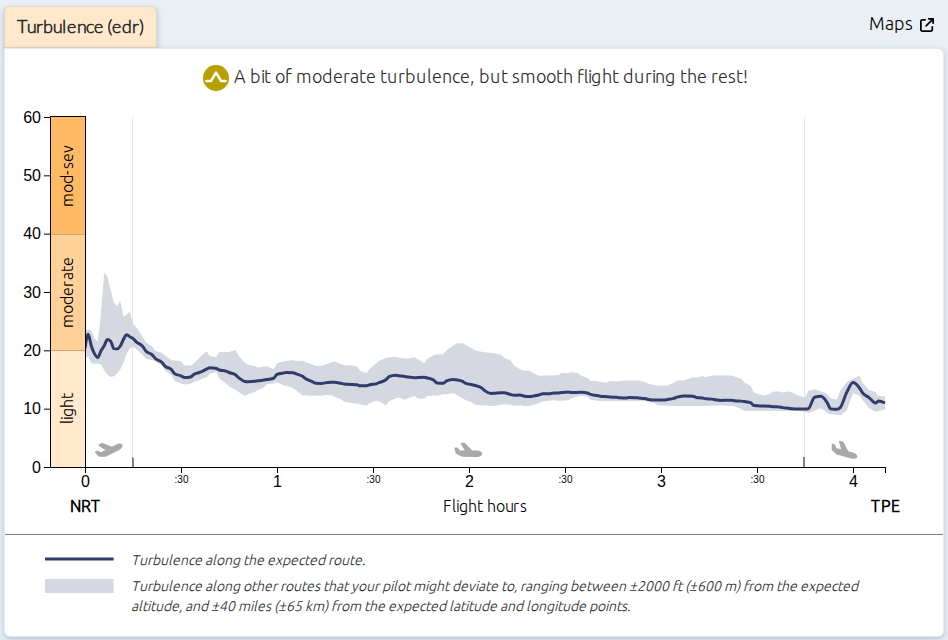 Turbulence (edr)
Maps
A bit of moderate turbulence, but smooth flight during the rest!
60
50
40
30
20
10
0
mod-sev
moderate
light
0 :30 1 :30 2 :30 3 :30 4
NRT Flight hours TPE
Turbulence along the expected route.
Turbulence along other routes that your pilot might deviate to, ranging between ±2000 ft (±600 m) from the expected
altitude, and ±40 miles (±65 km) from the expected latitude and longitude points.